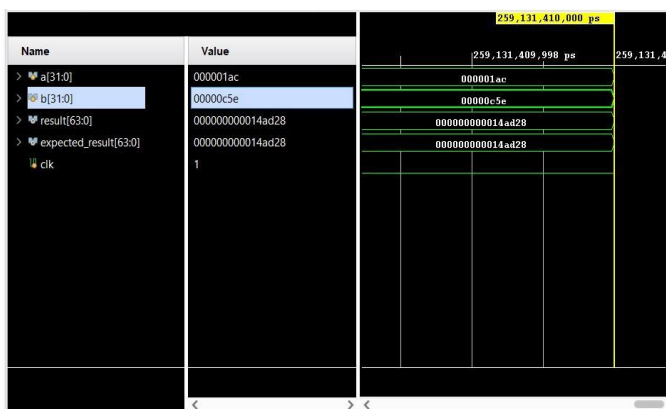 259,131,410,000 ps
Name Value
259,131,409,998 ps 259,131,4
a[31:0] 000001ac 000001ac
b[31:0] 00000c5e 00000c5e
result[63:0] 000000000014ad28 000000000014ad28
expected_result[63:0] 000000000014ad28 000000000014ad28
clk 1